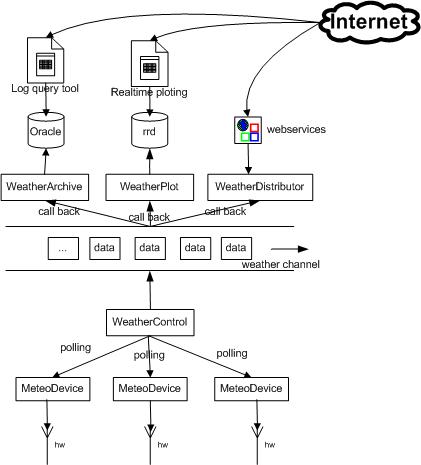 Internet
Log query tool
Realtime ploting
Oracle
rrd
webservices
WeatherArchive
WeatherPlot
WeatherDistributor
call back
call back
call back
...
data
data
data
data
weather channel
WeatherControl
polling
polling
polling
MeteoDevice
MeteoDevice
MeteoDevice
hw
hw
hw